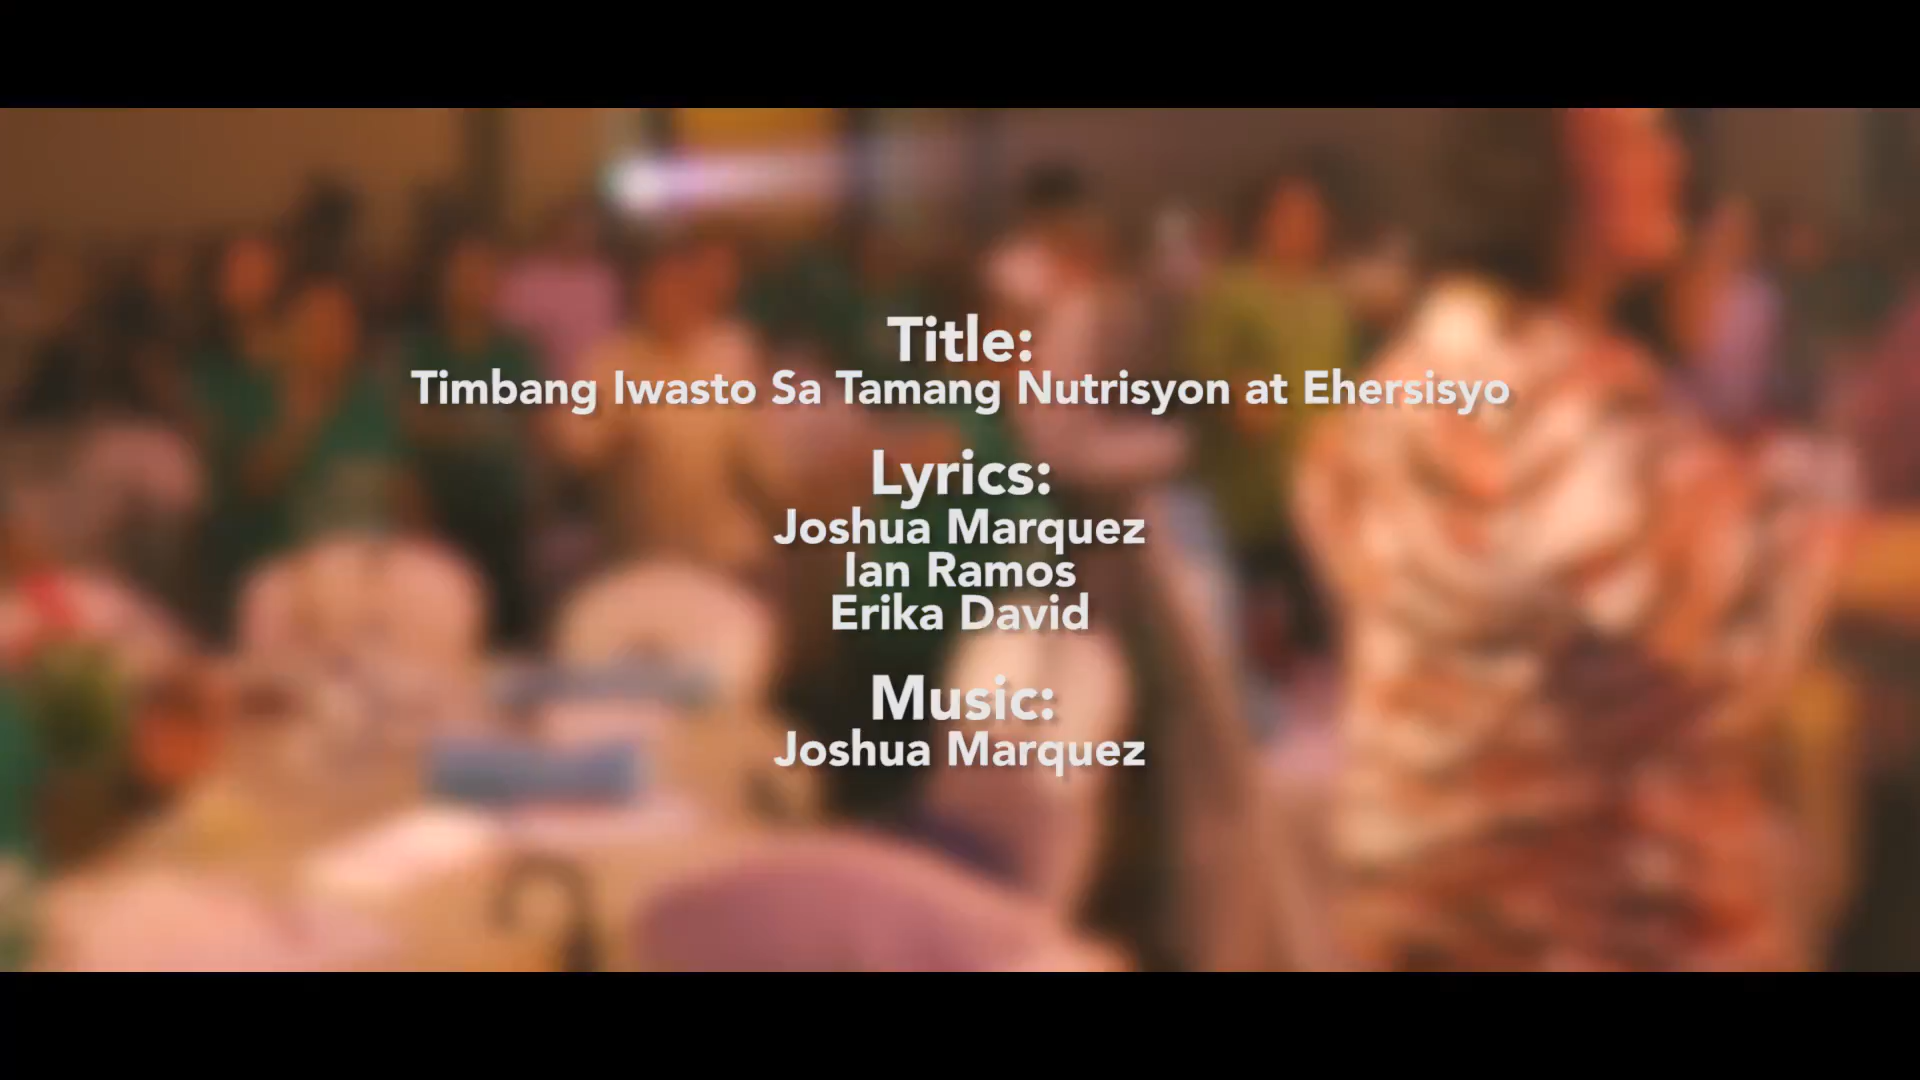 Title:
Timbang Iwasto Sa Tamang Nutrisyon at Ehersisyo
Lyrics:
Joshua Marquez
Ian Ramos
Erika David
Music:
Joshua Marquez